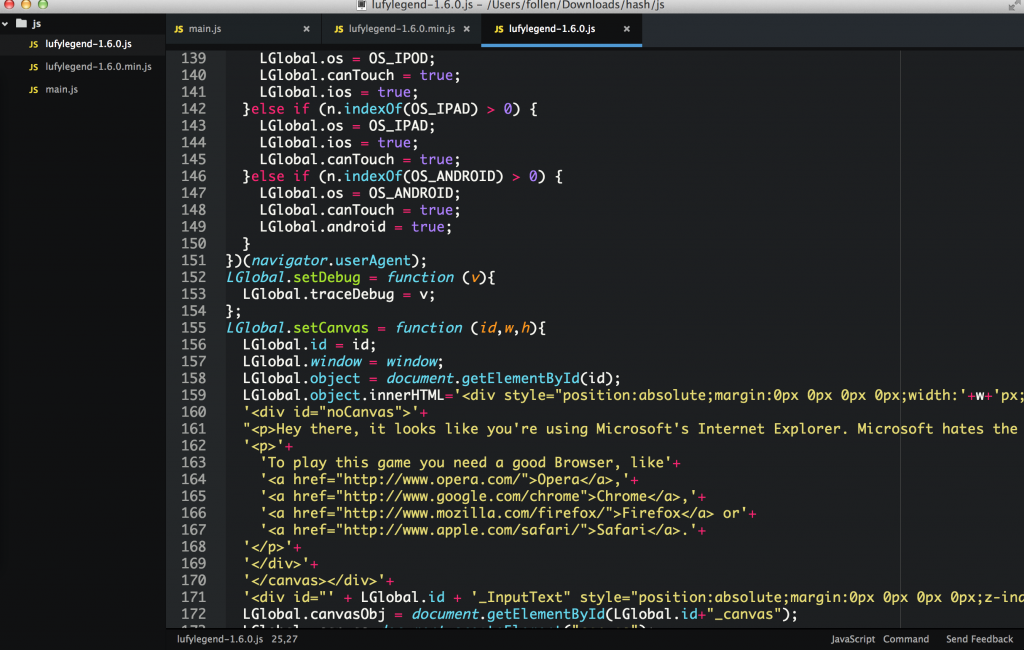 lufylegend-1.6.0.js – /Users/follen/Downloads/hash/js
js
lufylegend-1.6.0.js
lufylegend-1.6.0.min.js
main.js
JS main.js × JS lufylegend-1.6.0.min.js × JS lufylegend-1.6.0.js ×
139 LGlobal.os = OS_IPOD;
140 LGlobal.canTouch = true;
141 LGlobal.ios = true;
142 }else if (n.indexOf(OS_IPAD) > 0) {
143 LGlobal.os = OS_IPAD;
144 LGlobal.ios = true;
145 LGlobal.canTouch = true;
146 }else if (n.indexOf(OS_ANDROID) > 0) {
147 LGlobal.os = OS_ANDROID;
148 LGlobal.canTouch = true;
149 LGlobal.android = true;
150 }
151 })(navigator.userAgent);
152 LGlobal.setDebug = function (v){
153 LGlobal.traceDebug = v;
154 };
155 LGlobal.setCanvas = function (id,w,h){
156 LGlobal.id = id;
157 LGlobal.window = window;
158 LGlobal.object = document.getElementById(id);
159 LGlobal.object.innerHTML='<div style="position:absolute;margin:0px 0px 0px 0px;width:'+w+'px;
160 '<div id="noCanvas">'+
161 "<p>Hey there, it looks like you're using Microsoft's Internet Explorer. Microsoft hates the
162 '<p>'+
163 'To play this game you need a good Browser, like'+
164 '<a href="http://www.opera.com/">Opera</a>,'+
165 '<a href="http://www.google.com/chrome">Chrome</a>,'+
166 '<a href="http://www.mozilla.com/firefox/">Firefox</a> or'+
167 '<a href="http://www.apple.com/safari/">Safari</a>.'+
168 '</p>'+
169 '</div>'+
170 '</canvas></div>'+
171 '<div id="' + LGlobal.id + '_InputText" style="position:absolute;margin:0px 0px 0px 0px;z-ind
172 LGlobal.canvasObj = document.getElementById(LGlobal.id+"_canvas");
lufylegend-1.6.0.js 25,27 JavaScript Command Send Feedback